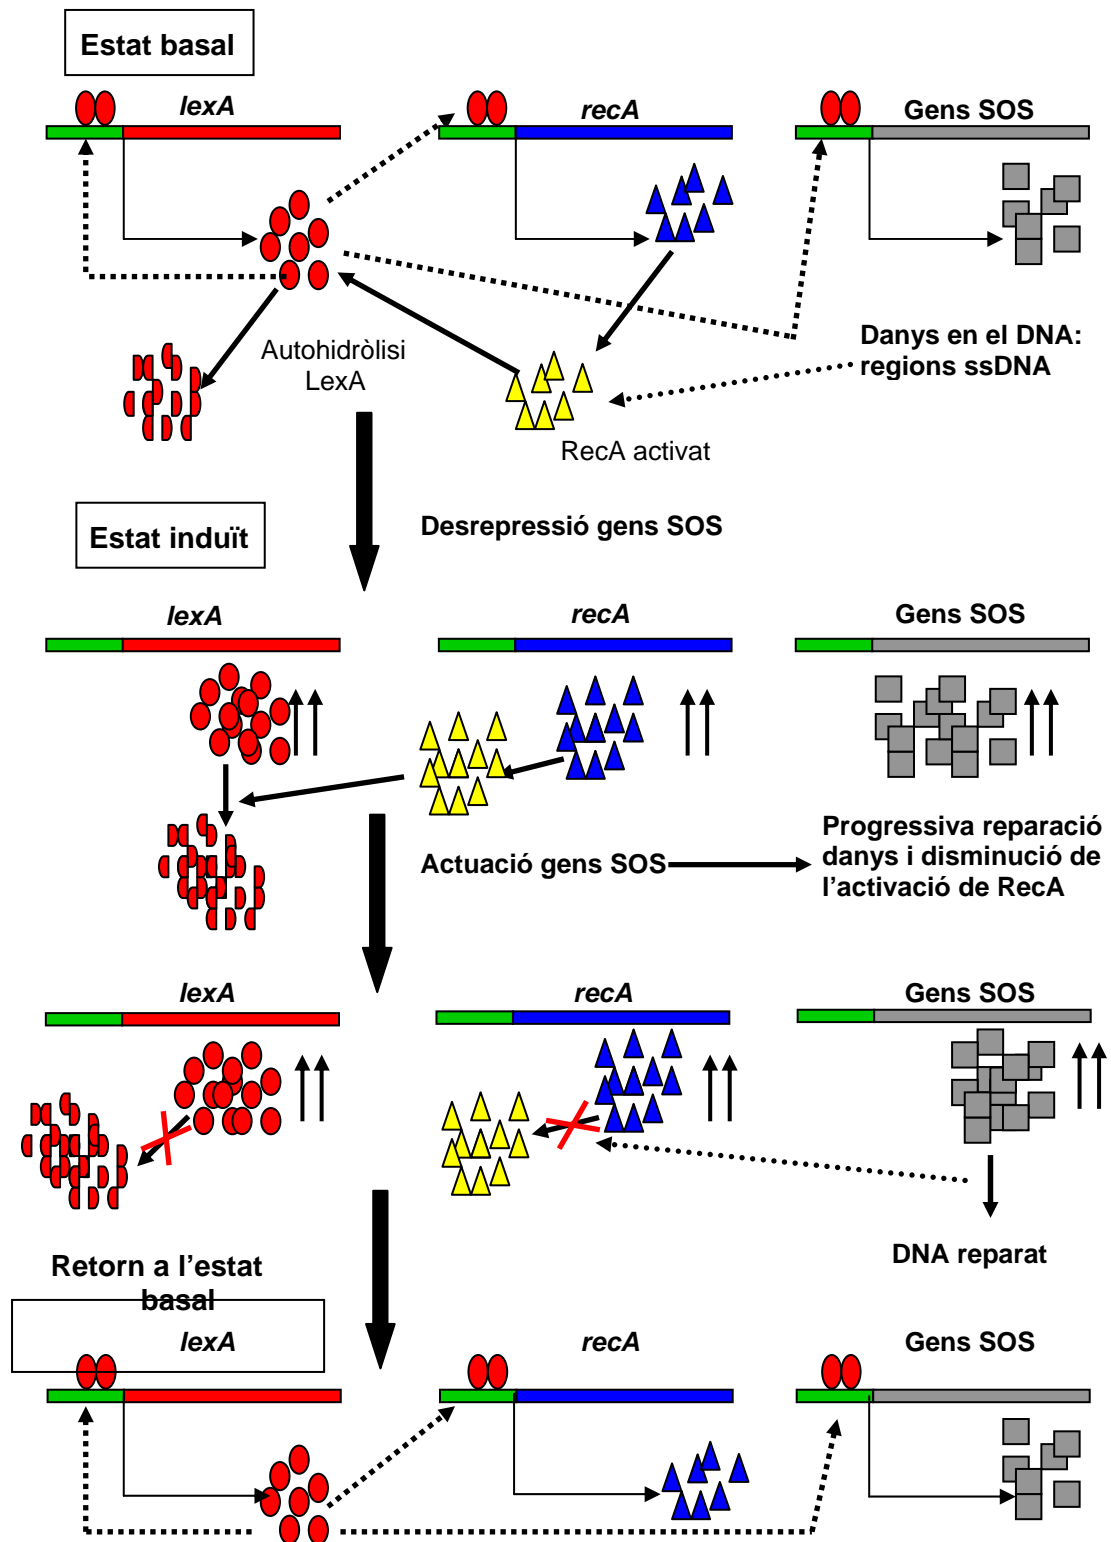 Estat basal
lexA
recA
Gens SOS
Autohidròlisi
LexA
Danys en el DNA:
regions ssDNA
RecA activat
Desrepressió gens SOS
Estat induït
lexA
recA
Gens SOS
Actuació gens SOS
Progressiva reparació
danys i disminució de
l’activació de RecA
lexA
recA
Gens SOS
DNA reparat
Retorn a l’estat
basal
lexA
recA
Gens SOS